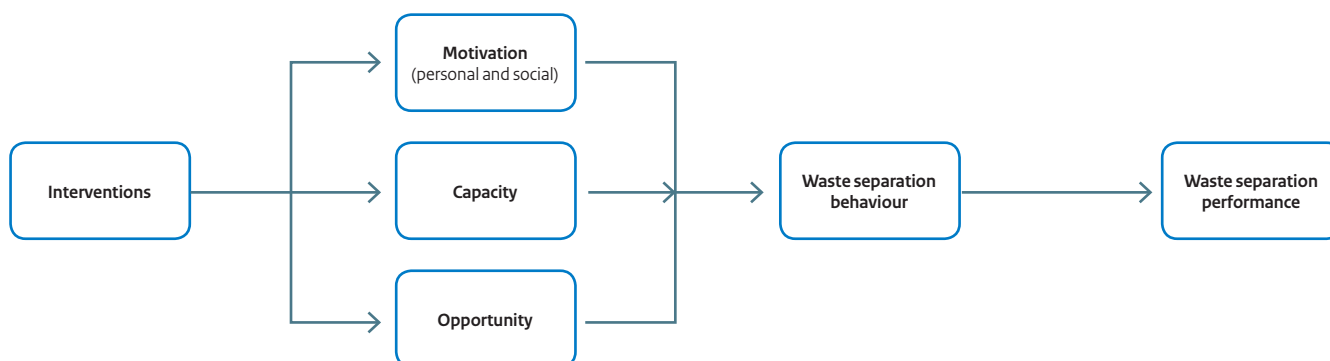 Motivation
(personal and social)
Interventions
Capacity
Waste separation
behaviour
Waste separation
performance
Opportunity